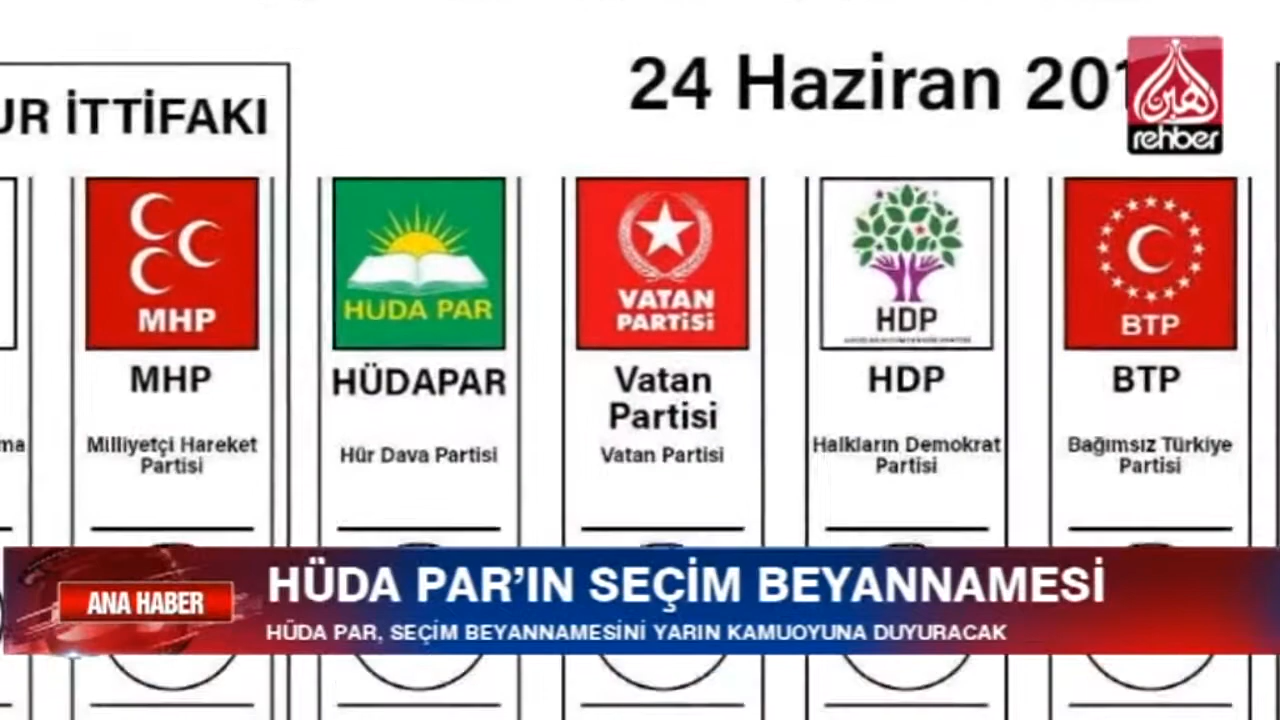 24 Haziran 201
UR İTTİFAKI
rehber
MHP
HUDA PAR
VATAN
PARTİSİ
HDP
BTP
MHP
HÜDAPAR
Vatan
Partisi
HDP
BTP
ma
Milliyetçi Hareket
Partisi
Hür Dava Partisi
Vatan Partisi
Halkların Demokrat
Partisi
Bağımsız Türkiye
Partisi
ANA HABER
HÜDA PAR’IN SEÇİM BEYANNAMESİ
HÜDA PAR, SEÇİM BEYANNAMESİNİ YARIN KAMUOYUNA DUYURACAK